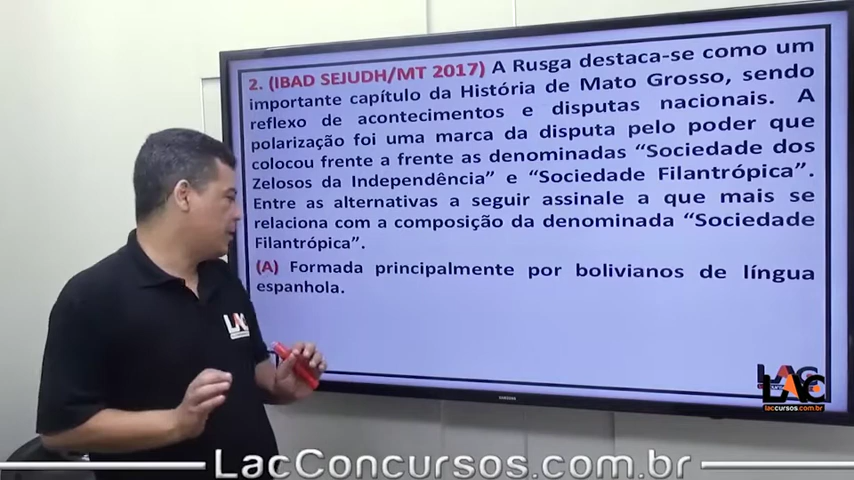 2. (IBAD SEJUDH/MT 2017) A Rusga destaca-se como um
importante capítulo da História de Mato Grosso, sendo
reflexo de acontecimentos e disputas nacionais. A
polarização foi uma marca da disputa pelo poder que
colocou frente a frente as denominadas “Sociedade dos
Zelosos da Independência” e “Sociedade Filantrópica”.
Entre as alternativas a seguir assinale a que mais se
relaciona com a composição da denominada “Sociedade
Filantrópica”.
(A) Formada principalmente por bolivianos de língua
espanhola.
LAC
SAMSUNG
LAC
laccursos.com.br
LacConcursos.com.br